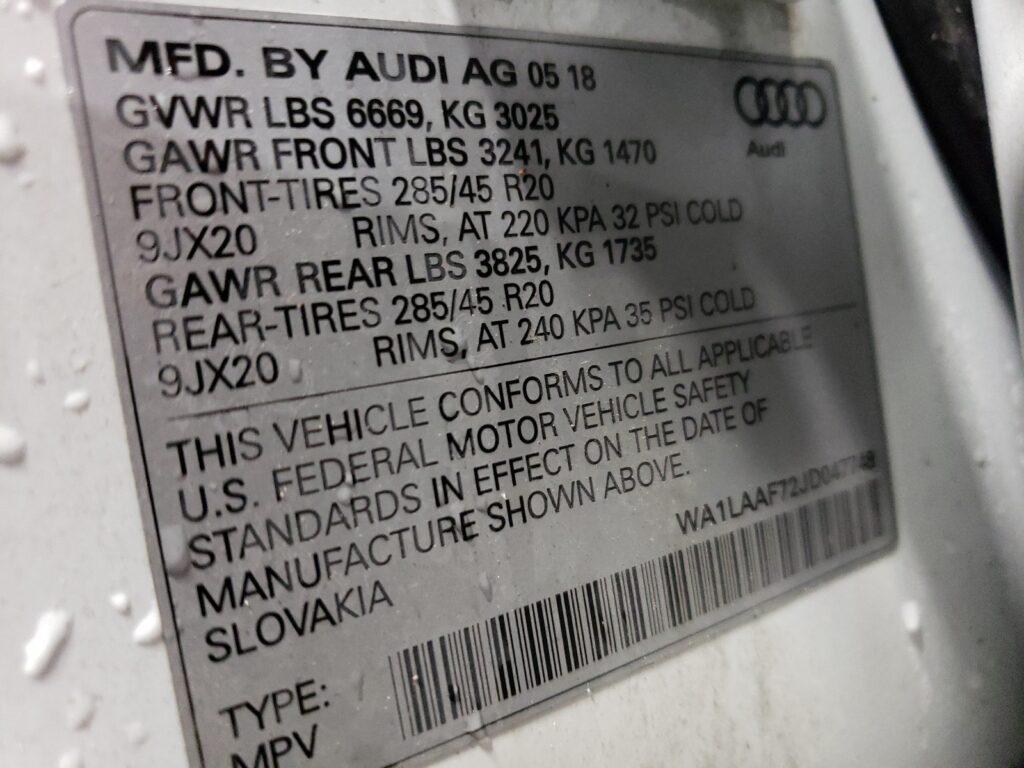 MFD. BY AUDI AG 05 18
GVWR LBS 6669, KG 3025
GAWR FRONT LBS 3241, KG 1470
FRONT-TIRES 285/45 R20
9JX20 RIMS, AT 220 KPA 32 PSI COLD
GAWR REAR LBS 3825, KG 1735
REAR-TIRES 285/45 R20
9JX20 RIMS, AT 240 KPA 35 PSI COLD
Audi
THIS VEHICLE CONFORMS TO ALL APPLICABLE
U.S. FEDERAL MOTOR VEHICLE SAFETY
STANDARDS IN EFFECT ON THE DATE OF
MANUFACTURE SHOWN ABOVE.
SLOVAKIA
WA1LAAF72JD047748
TYPE:
MPV